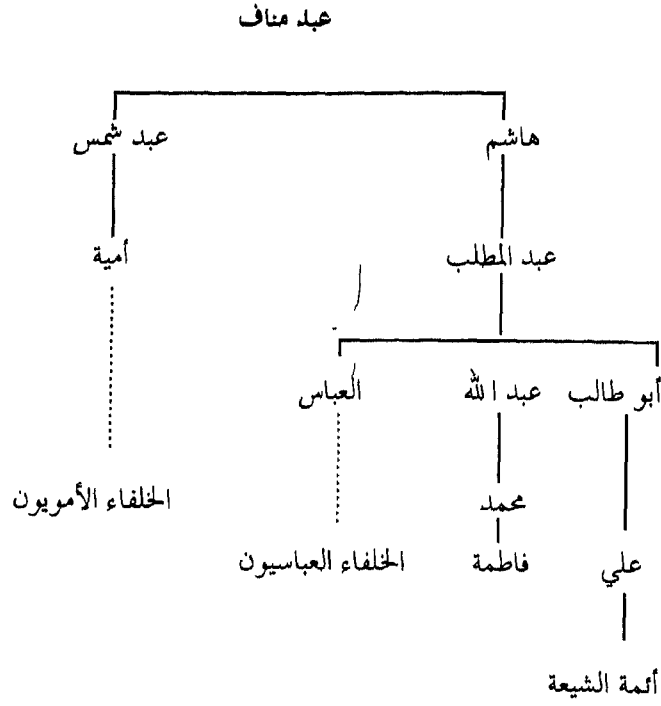 عبد مناف
هاشم
عبد شمس
عبد المطلب
أمية
أبو طالب
عبد الله
العباس
محمد
الخلفاء الأمويون
علي
فاطمة
الخلفاء العباسيون
أئمة الشيعة